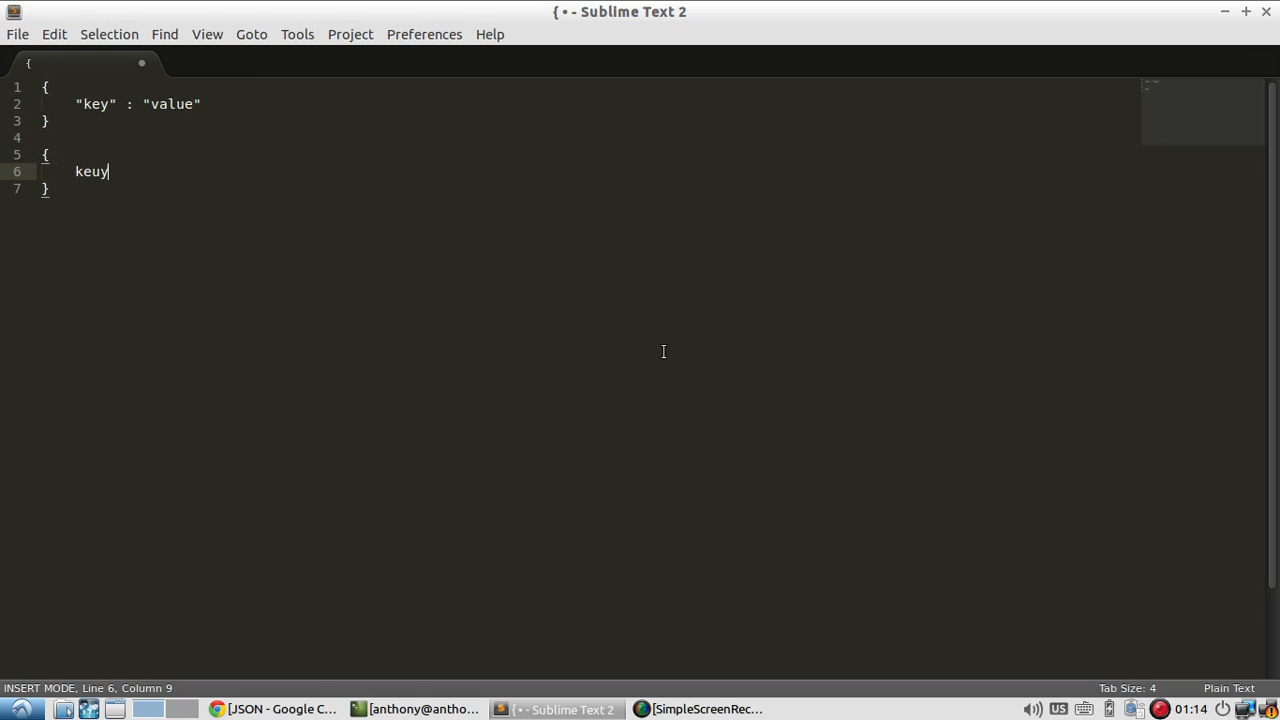 { • - Sublime Text 2
File Edit Selection Find View Goto Tools Project Preferences Help
{
1 {
2 "key" : "value"
3 }
4
5 {
6 keuy
7 }
INSERT MODE, Line 6, Column 9 Tab Size: 4 Plain Text
[JSON - Google C... [anthony@antho... { • - Sublime Text 2 [SimpleScreenRec... US 01:14